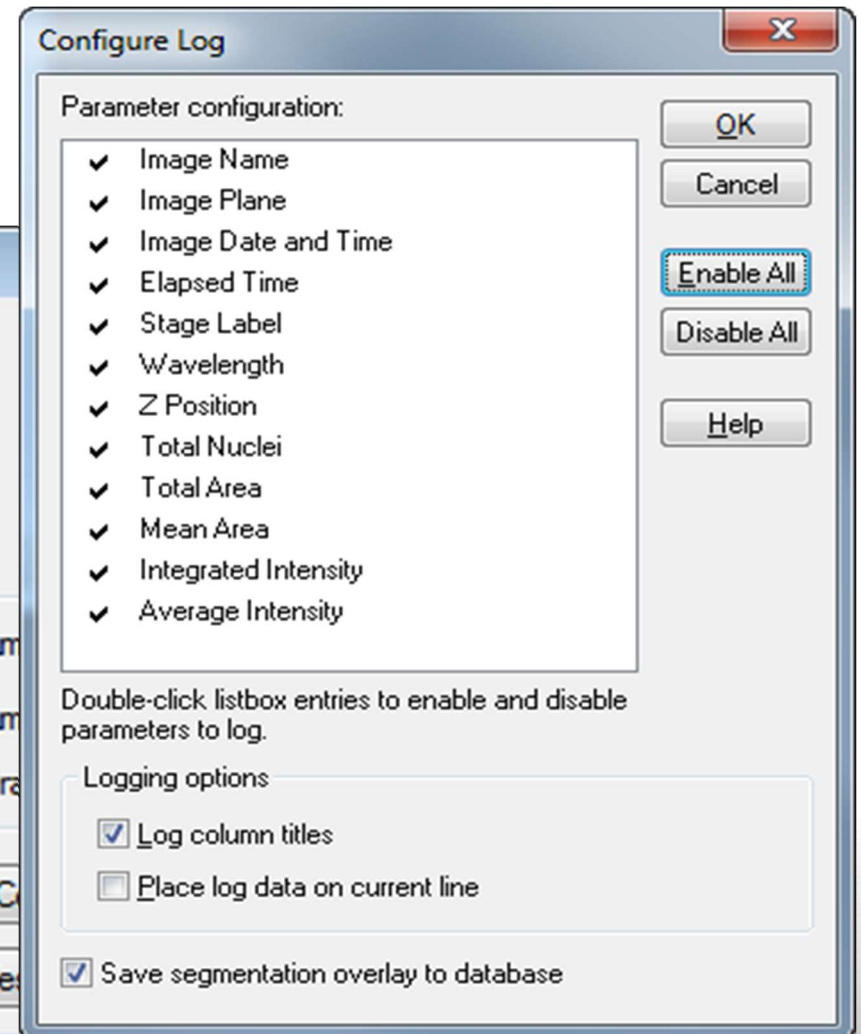 Configure Log
Parameter configuration:
Image Name
Image Plane
Image Date and Time
Elapsed Time
Stage Label
Wavelength
Z Position
Total Nuclei
Total Area
Mean Area
Integrated Intensity
Average Intensity
OK
Cancel
Enable All
Disable All
Help
Double-click listbox entries to enable and disable
parameters to log.
Logging options
Log column titles
Place log data on current line
Save segmentation overlay to database